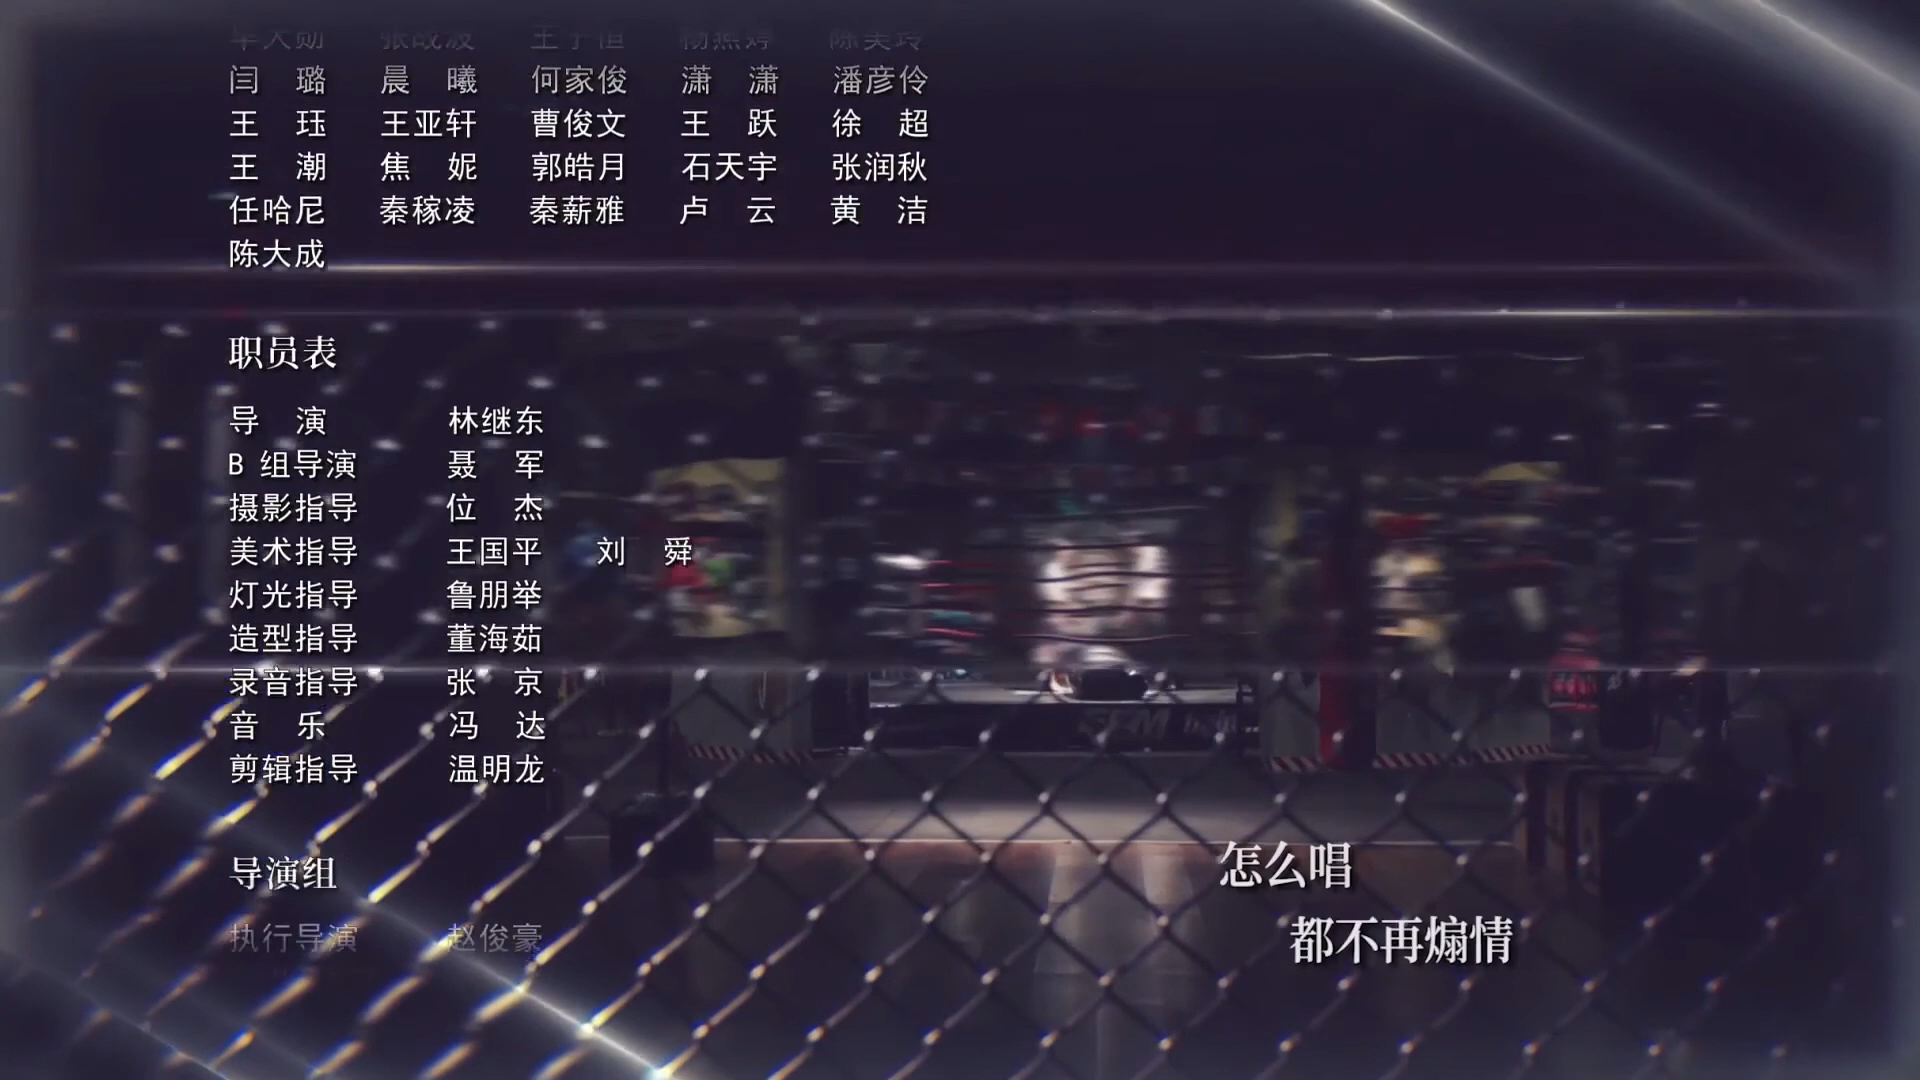 闫璐 晨曦 何家俊 潇潇 潘彦伶
王珏 王亚轩 曹俊文 王跃 徐超
王潮 焦妮 郭皓月 石天宇 张润秋
任哈尼 秦稼凌 秦薪雅 卢云 黄洁
陈大成
职员表
导演 林继东
B 组导演 聂军
摄影指导 位杰
美术指导 王国平 刘舜
灯光指导 鲁朋举
造型指导 董海茹
录音指导 张京
音乐 冯达
剪辑指导 温明龙
导演组
执行导演 赵俊豪
怎么唱
都不再煽情